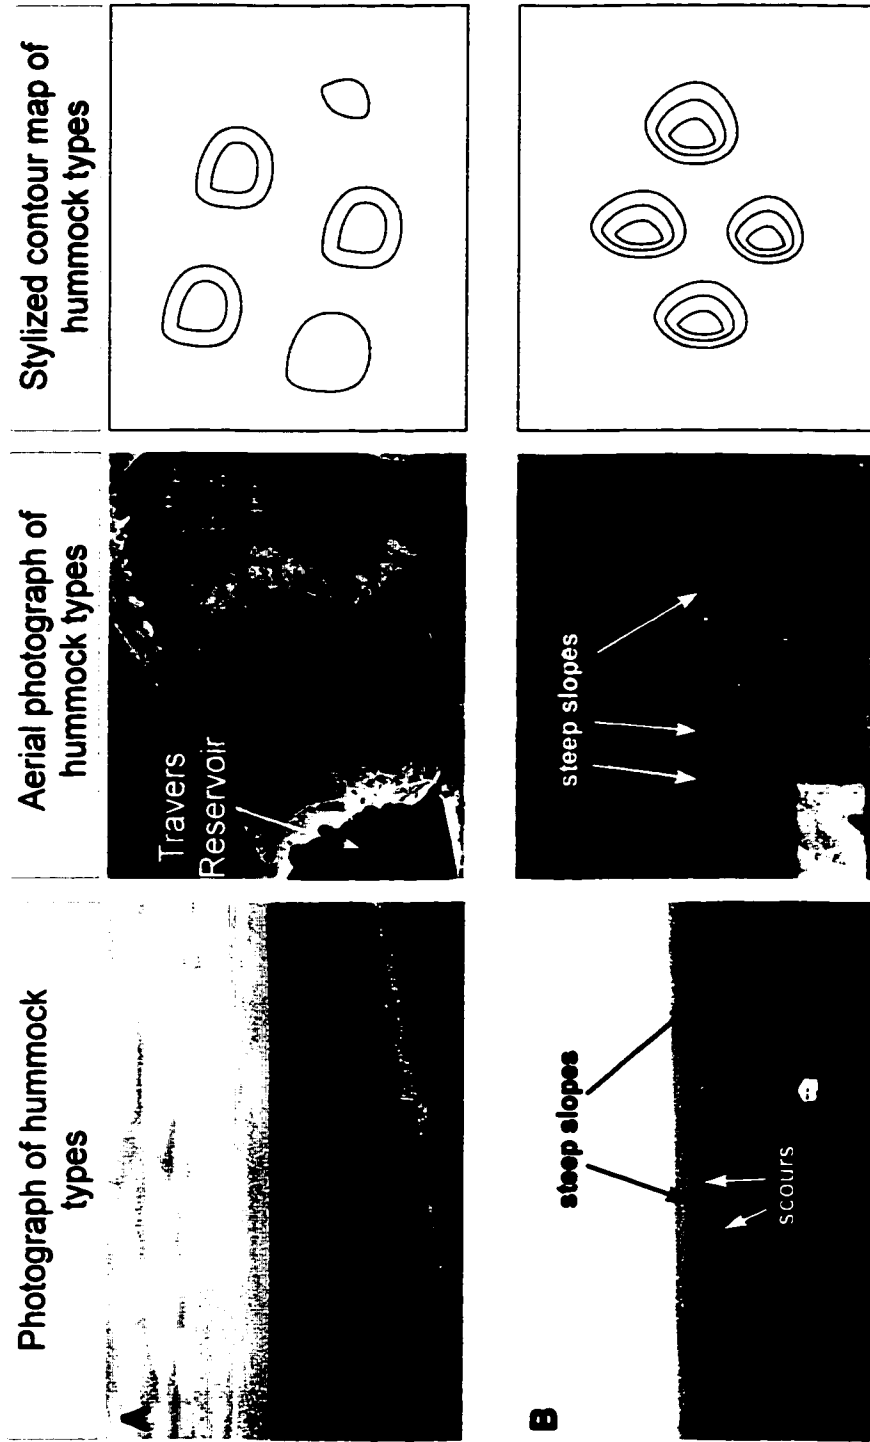 Photograph of hummock
types
Aerial photograph of
hummock types
Stylized contour map of
hummock types
A
Travers
Reservoir
B
steep slopes
scours
steep slopes